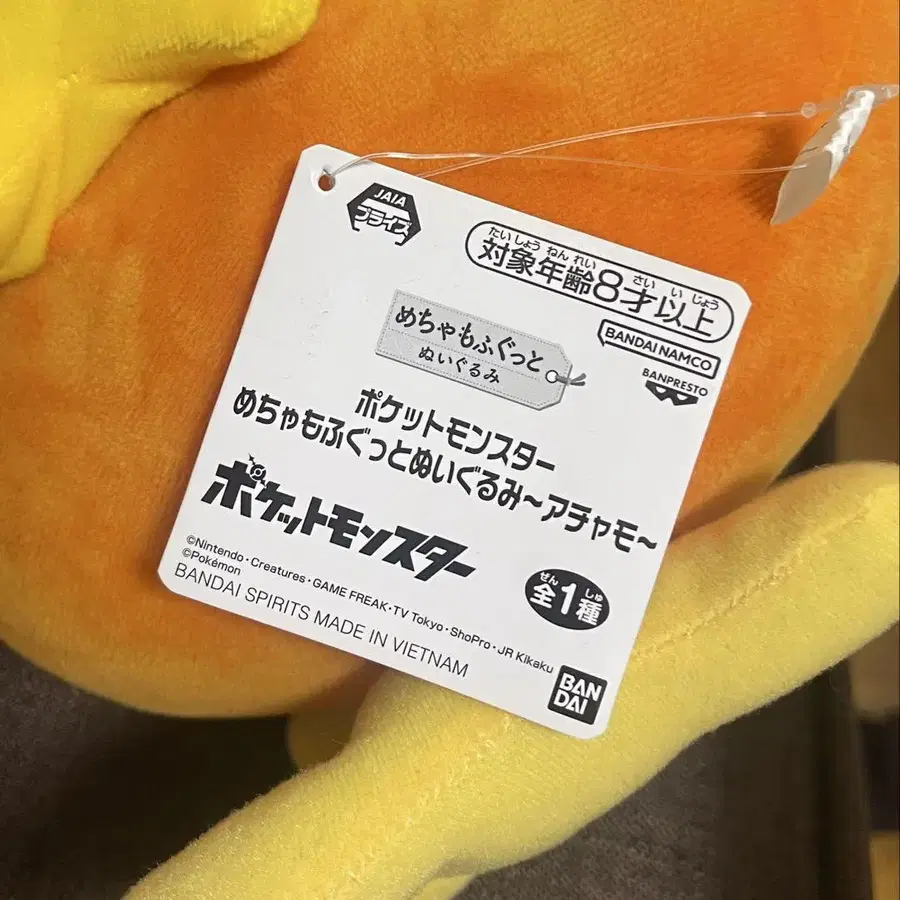 JAIA
プライズ
たいしょうねんれい さいいじょう
対象年齢8才以上
めちゃもふぐっと
ぬいぐるみ
BANDAI NAMCO
BANPRESTO
ポケットモンスター
めちゃもふぐっとぬいぐるみ〜アチャモ〜
ポケットモンスター
ぜん しゅ
全1種
©Nintendo・Creatures・GAME FREAK・TV Tokyo・ShoPro・JR Kikaku
©Pokémon
BANDAI SPIRITS MADE IN VIETNAM
BAN
DAI